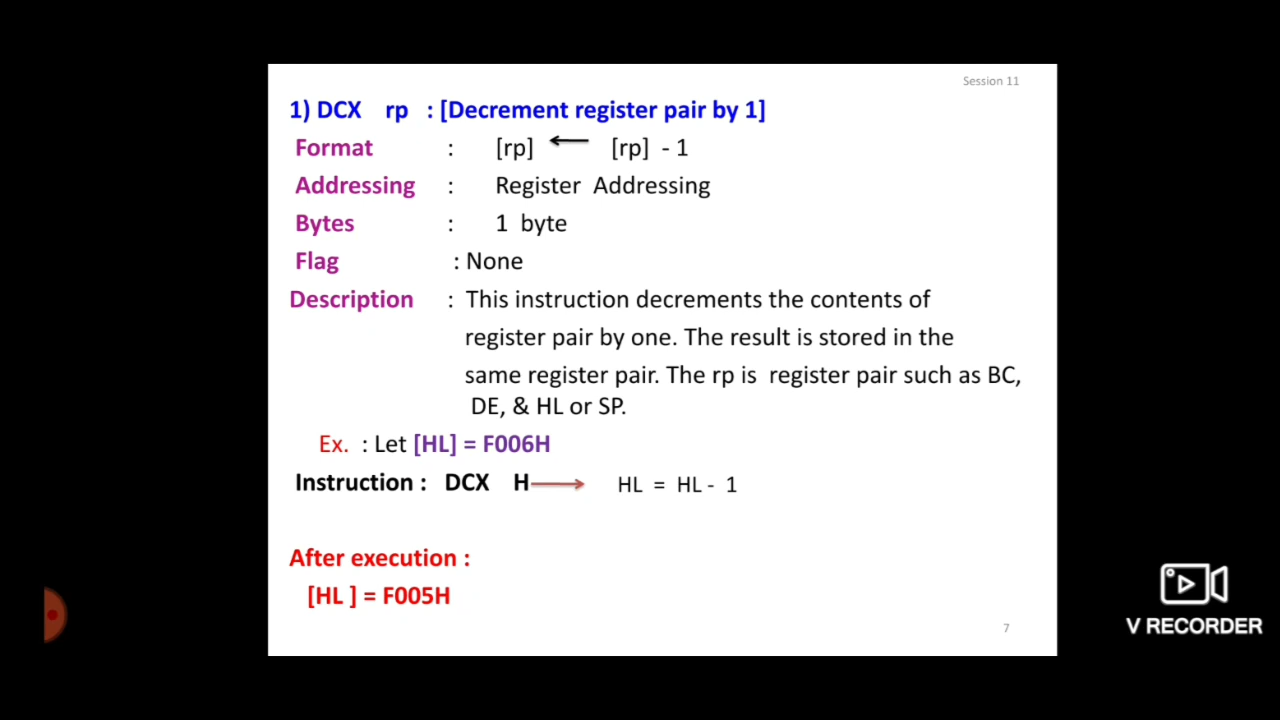 Session 11
1) DCX rp : [Decrement register pair by 1]
Format : [rp] ← [rp] - 1
Addressing : Register Addressing
Bytes : 1 byte
Flag : None
Description : This instruction decrements the contents of
register pair by one. The result is stored in the
same register pair. The rp is register pair such as BC,
DE, & HL or SP.
Ex. : Let [HL] = F006H
Instruction : DCX H → HL = HL - 1
After execution :
[HL ] = F005H
7
V RECORDER